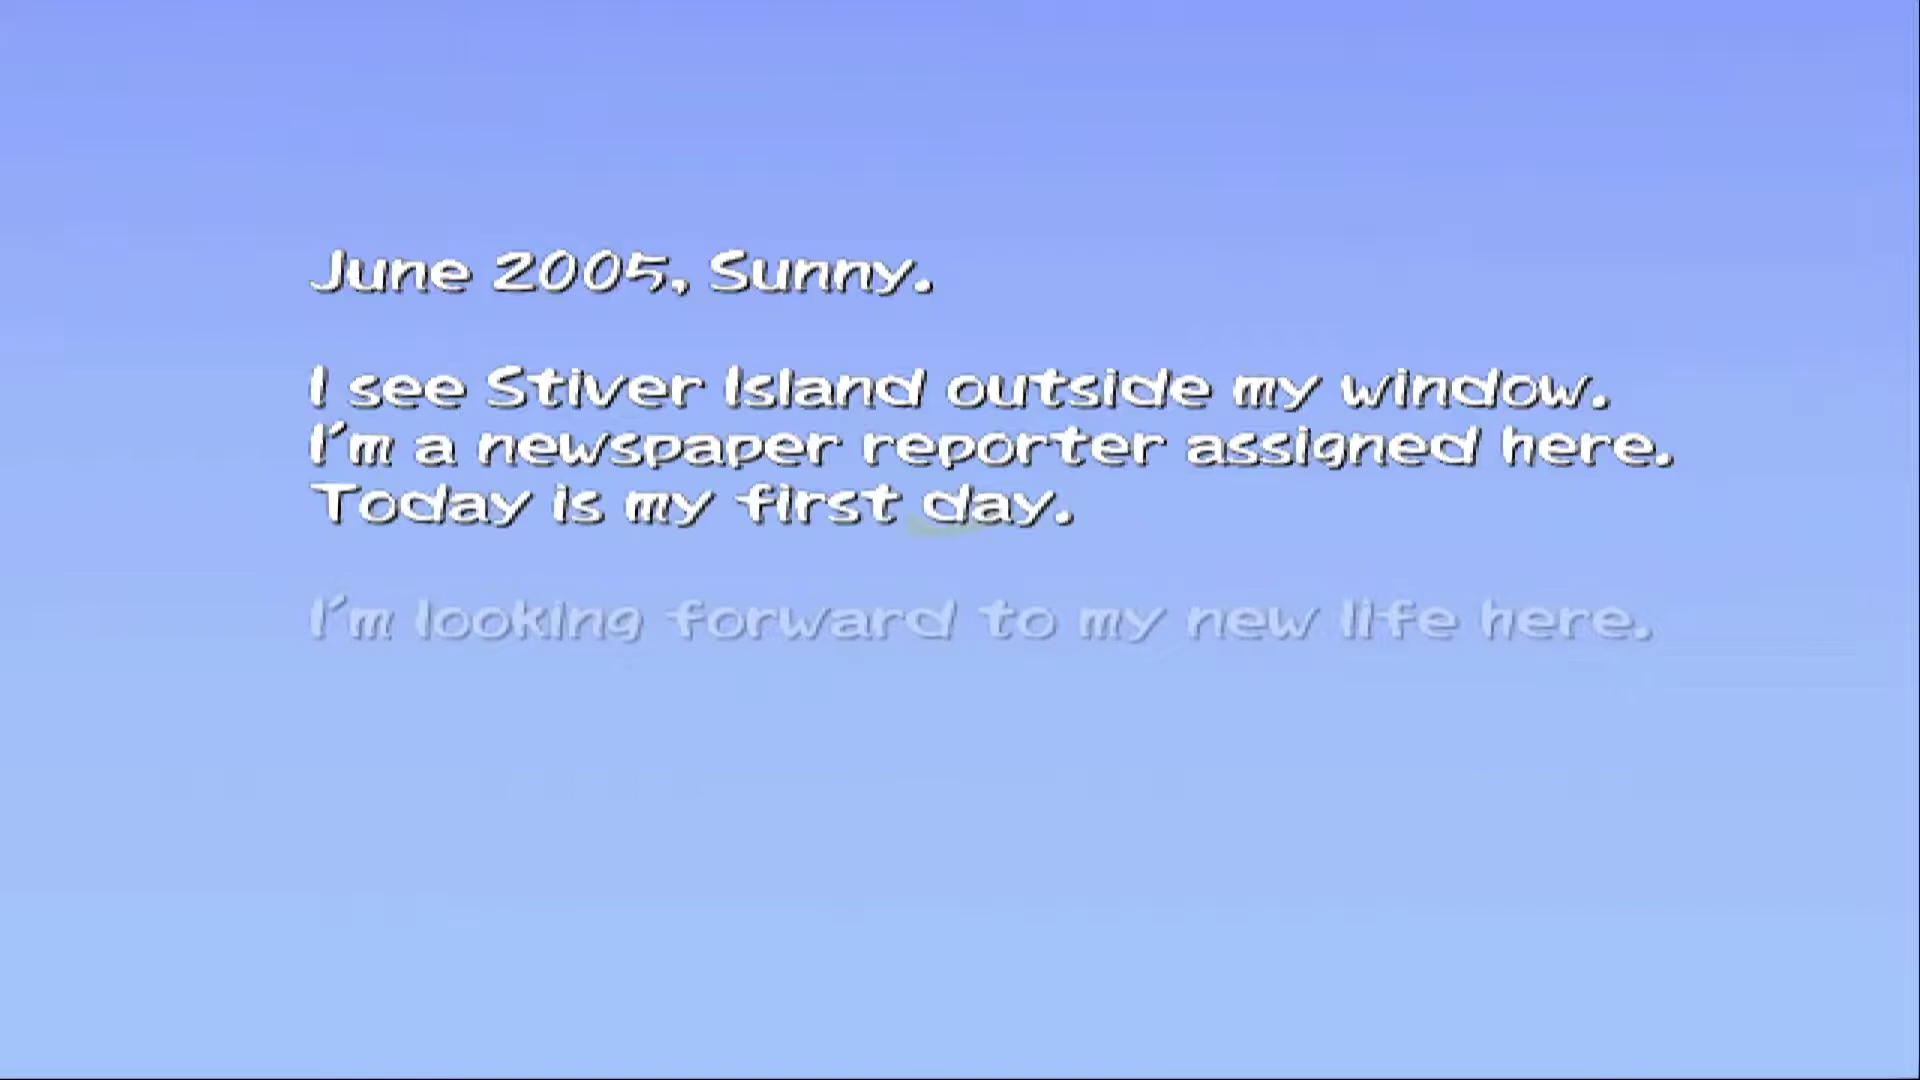 June 2005, Sunny.
I see Stiver Island outside my window.
I'm a newspaper reporter assigned here.
Today is my first day.
I'm looking forward to my new life here.